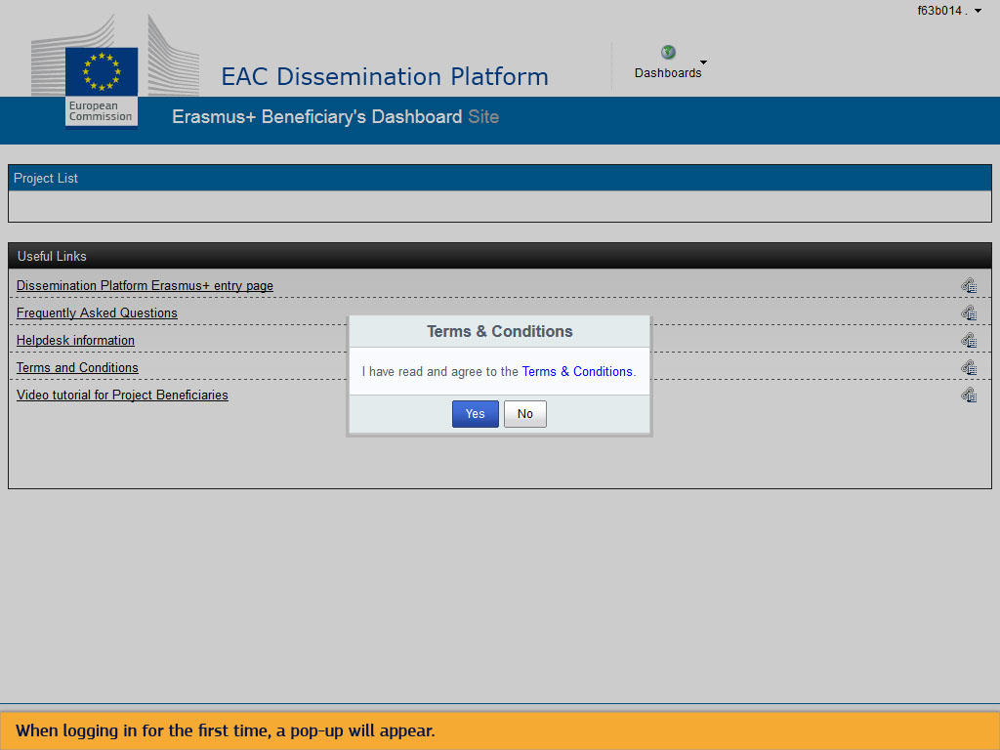 f63b014 .
European
Commission
EAC Dissemination Platform
Dashboards
Erasmus+ Beneficiary's Dashboard Site
Project List
Useful Links
Dissemination Platform Erasmus+ entry page
Frequently Asked Questions
Helpdesk information
Terms and Conditions
Video tutorial for Project Beneficiaries
Terms & Conditions
I have read and agree to the Terms & Conditions.
Yes No
When logging in for the first time, a pop-up will appear.